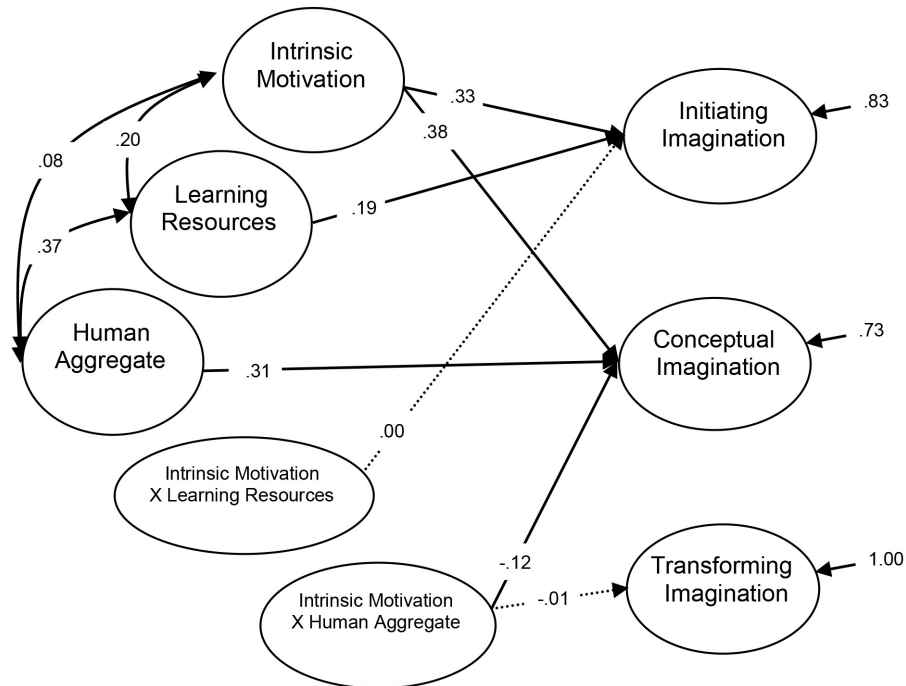 Intrinsic
Motivation
.33
.38
Initiating
Imagination
.83
.20
.08
Learning
Resources
.19
.37
Human
Aggregate
.31
Conceptual
Imagination
.73
.00
Intrinsic Motivation
X Learning Resources
-.12
Intrinsic Motivation
X Human Aggregate
-.01
Transforming
Imagination
1.00